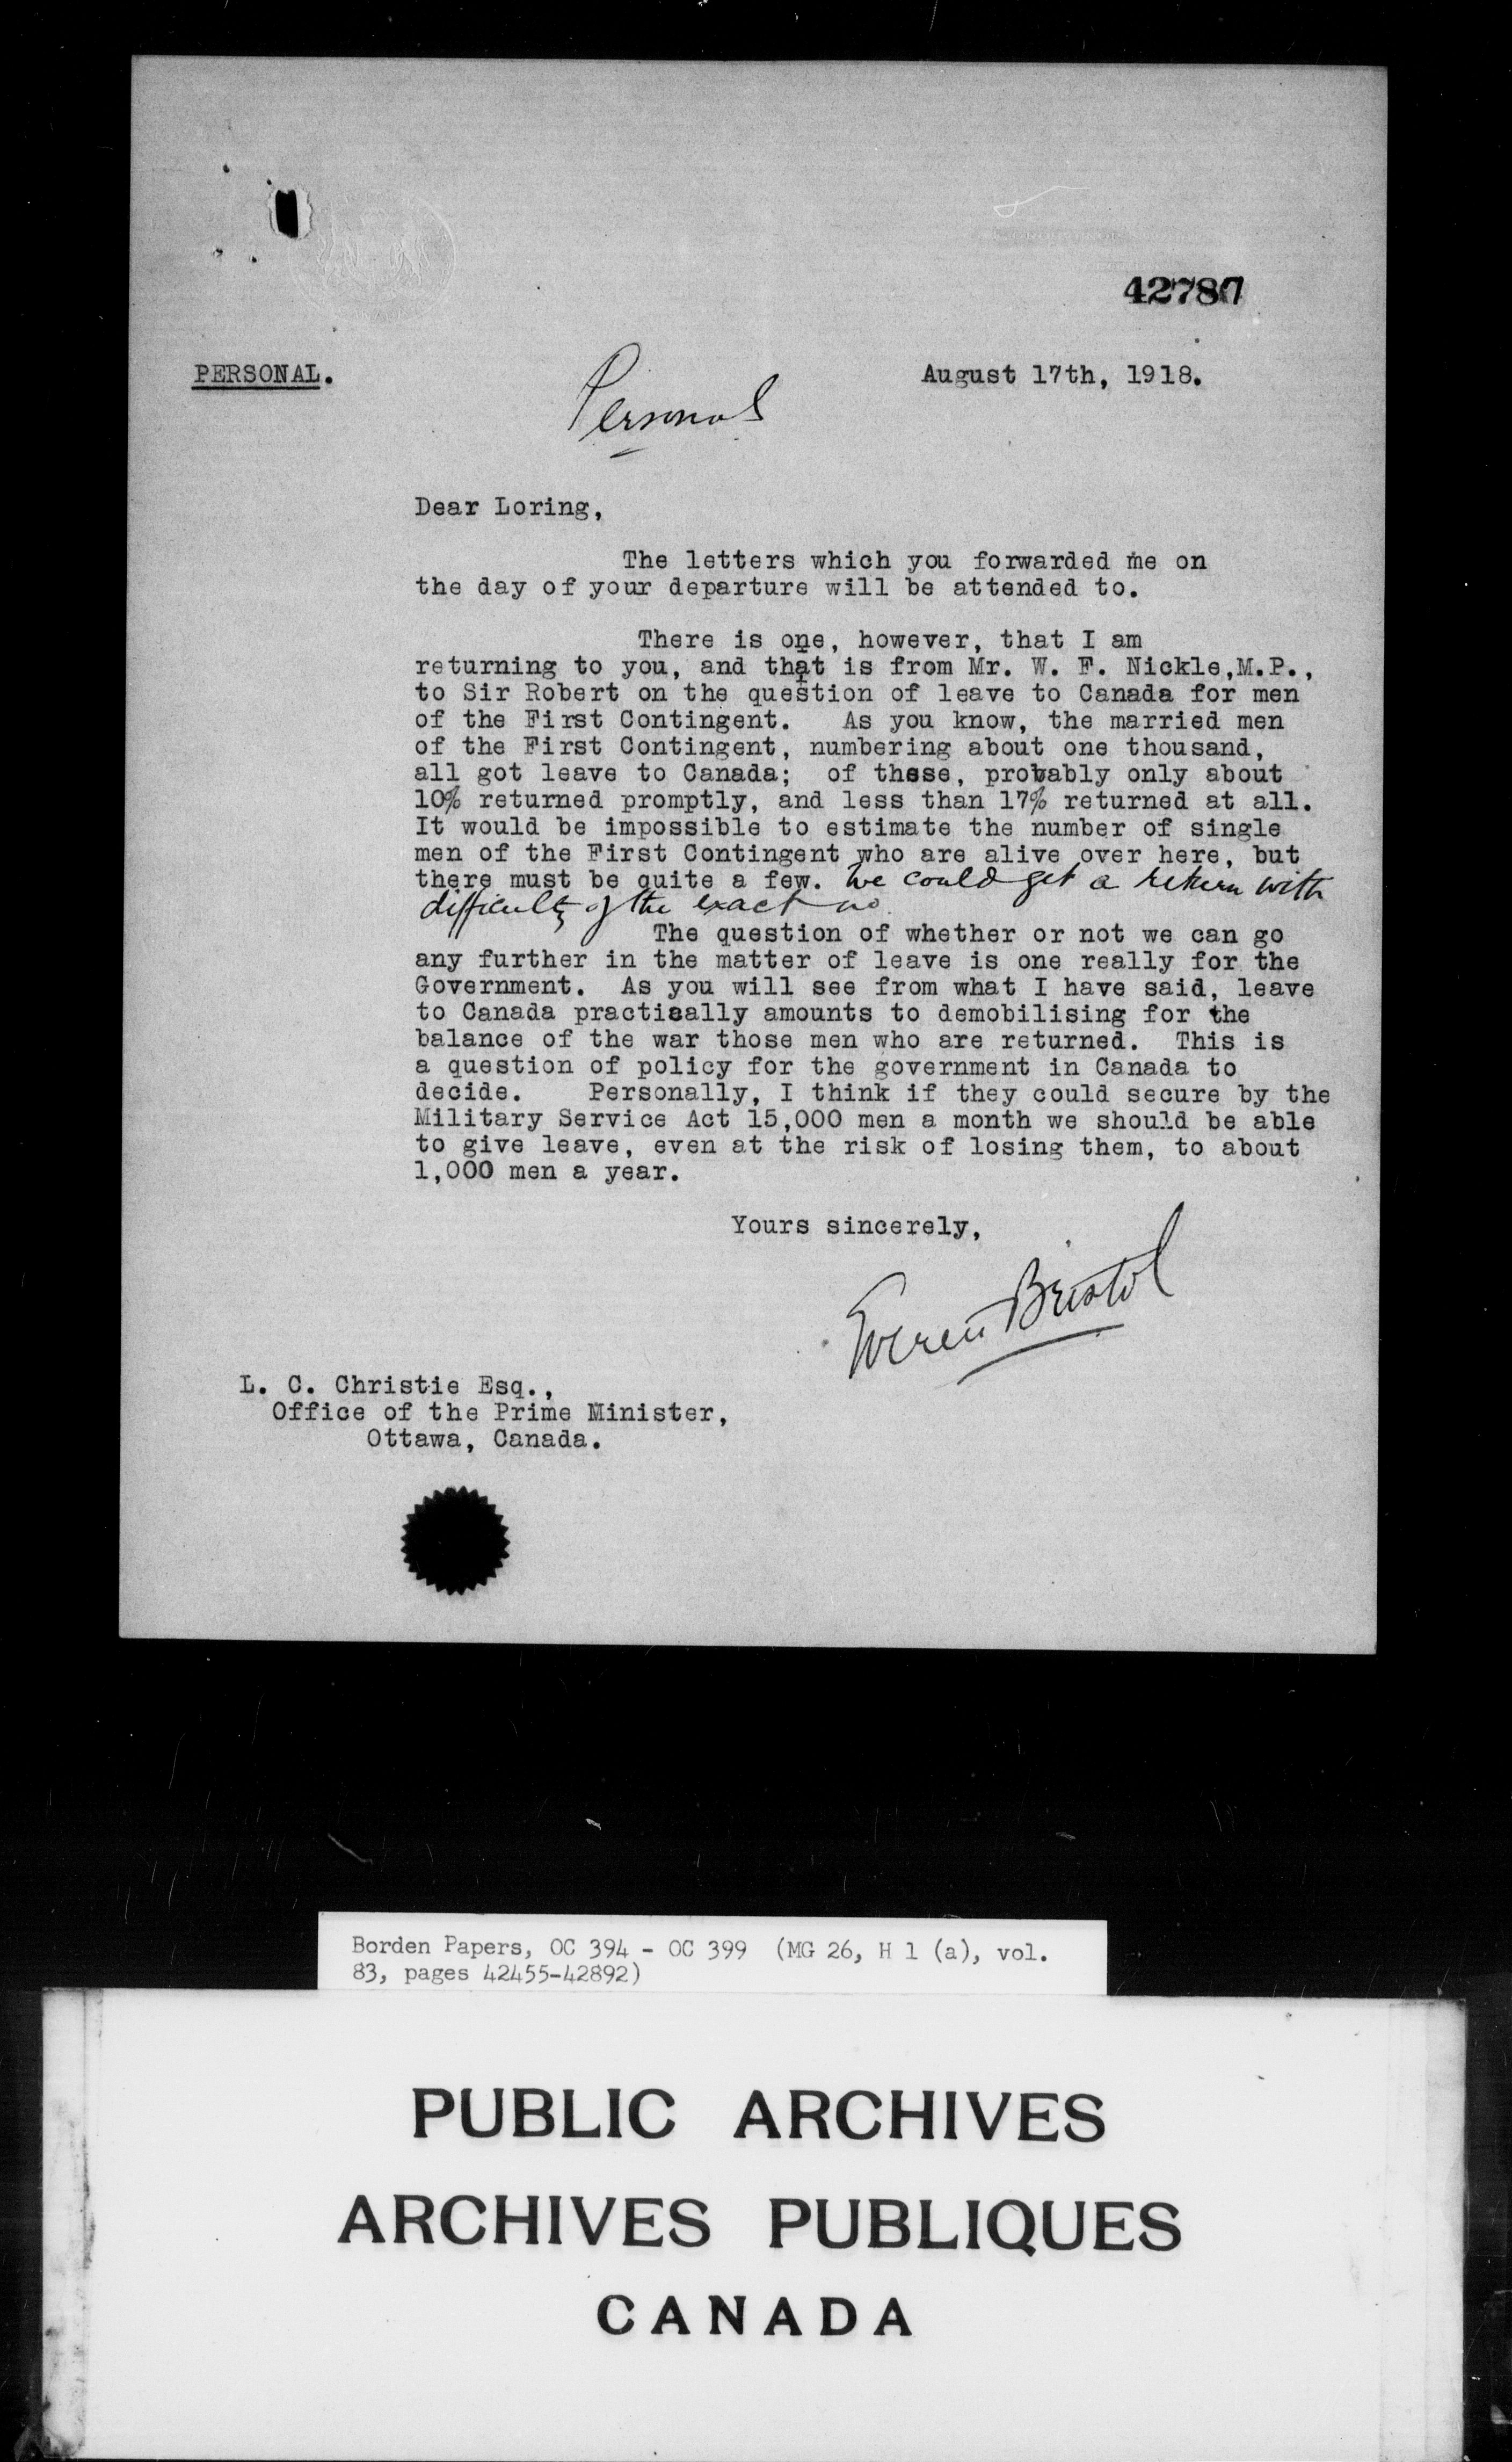 42787
PERSONAL.
August 17th, 1918.
Personal
Dear Loring,
The letters which you forwarded me on
the day of your departure will be attended to.
There is one, however, that I am
returning to you, and that is from Mr. W. F. Nickle,M.P.,
to Sir Robert on the question of leave to Canada for men
of the First Contingent. As you know, the married men
of the First Contingent, numbering about one thousand,
all got leave to Canada; of these, probably only about
10% returned promptly, and less than 17% returned at all.
It would be impossible to estimate the number of single
men of the First Contingent who are alive over here, but
there must be quite a few. We could get a return with
difficulty of the exact no.
The question of whether or not we can go
any further in the matter of leave is one really for the
Government. As you will see from what I have said, leave
to Canada practically amounts to demobilising for the
balance of the war those men who are returned. This is
a question of policy for the government in Canada to
decide. Personally, I think if they could secure by the
Military Service Act 15,000 men a month we should be able
to give leave, even at the risk of losing them, to about
1,000 men a year.
Yours sincerely,
Bristol
L. C. Christie Esq.,
Office of the Prime Minister,
Ottawa, Canada.
Borden Papers, OC 394 - OC 399 (MG 26, H 1 (a), vol.
83, pages 42455-42892)
PUBLIC ARCHIVES
ARCHIVES PUBLIQUES
CANADA